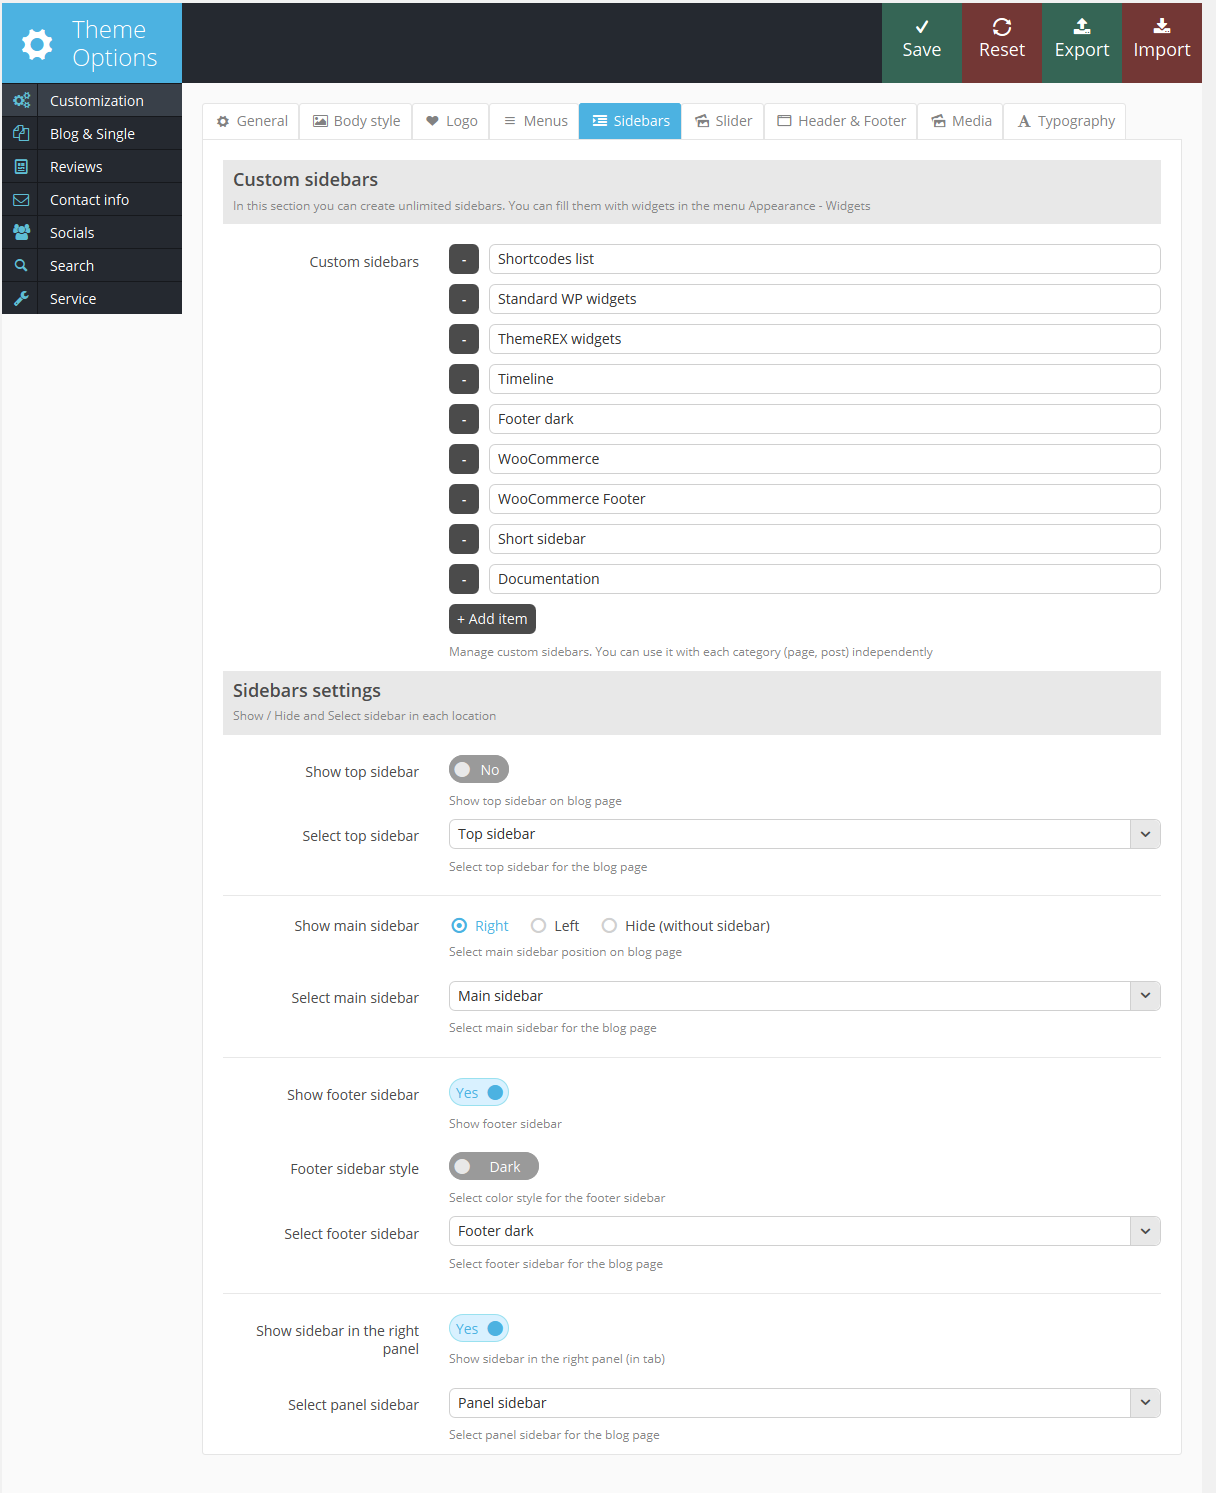 Theme
Options
Save
Reset
Export
Import
Customization
Blog & Single
Reviews
Contact info
Socials
Search
Service
General
Body style
Logo
Menus
Sidebars
Slider
Header & Footer
Media
Typography
Custom sidebars
In this section you can create unlimited sidebars. You can fill them with widgets in the menu Appearance - Widgets
Custom sidebars
- Shortcodes list
- Standard WP widgets
- ThemeREX widgets
- Timeline
- Footer dark
- WooCommerce
- WooCommerce Footer
- Short sidebar
- Documentation
+ Add item
Manage custom sidebars. You can use it with each category (page, post) independently
Sidebars settings
Show / Hide and Select sidebar in each location
Show top sidebar
No
Show top sidebar on blog page
Select top sidebar
Top sidebar
Select top sidebar for the blog page
Show main sidebar
Right
Left
Hide (without sidebar)
Select main sidebar position on blog page
Select main sidebar
Main sidebar
Select main sidebar for the blog page
Show footer sidebar
Yes
Show footer sidebar
Footer sidebar style
Dark
Select color style for the footer sidebar
Select footer sidebar
Footer dark
Select footer sidebar for the blog page
Show sidebar in the right
panel
Yes
Show sidebar in the right panel (in tab)
Select panel sidebar
Panel sidebar
Select panel sidebar for the blog page